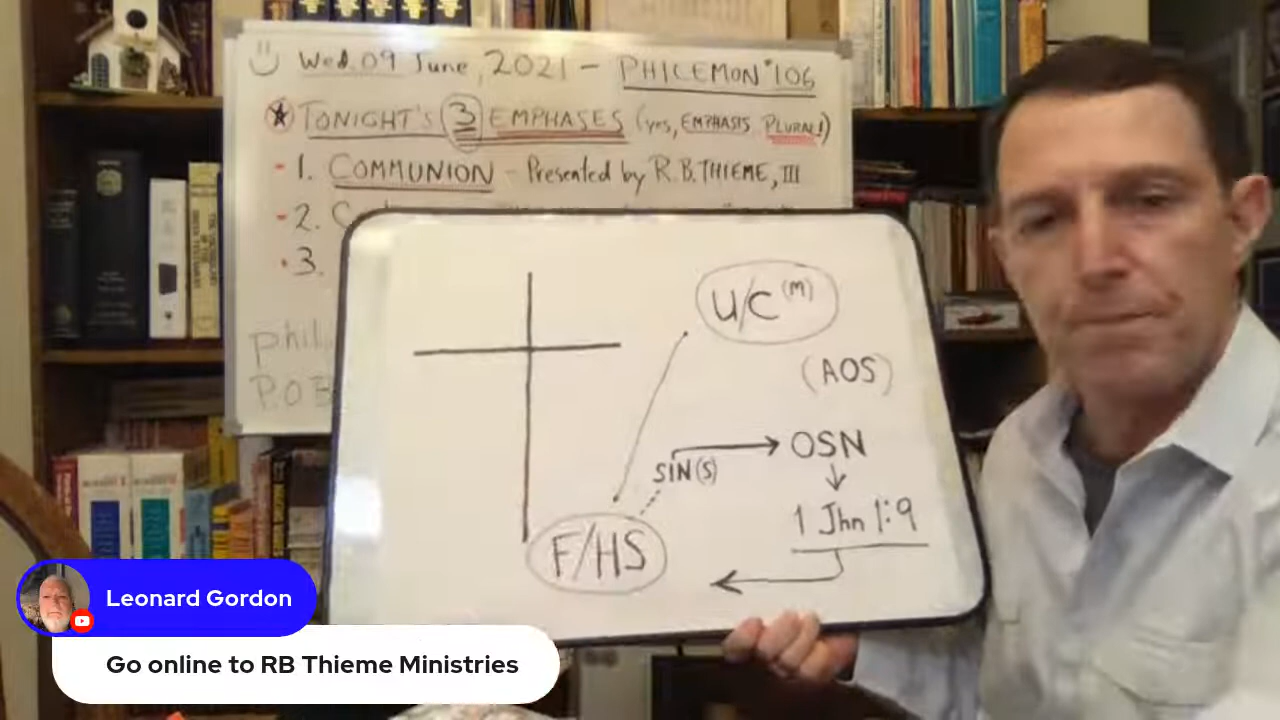 Wed. 09 June, 2021 - PHILEMON #106
TONIGHT'S 3 EMPHASES (yes, EMPHASIS PLURAL!)
- 1. COMMUNION - Presented by R.B. THIEME, III
- 2. C
3.
Phil
P.O B
U/C (M)
(AOS)
SIN(S)
OSN
1 Jhn 1:9
F/HS
Leonard Gordon
Go online to RB Thieme Ministries